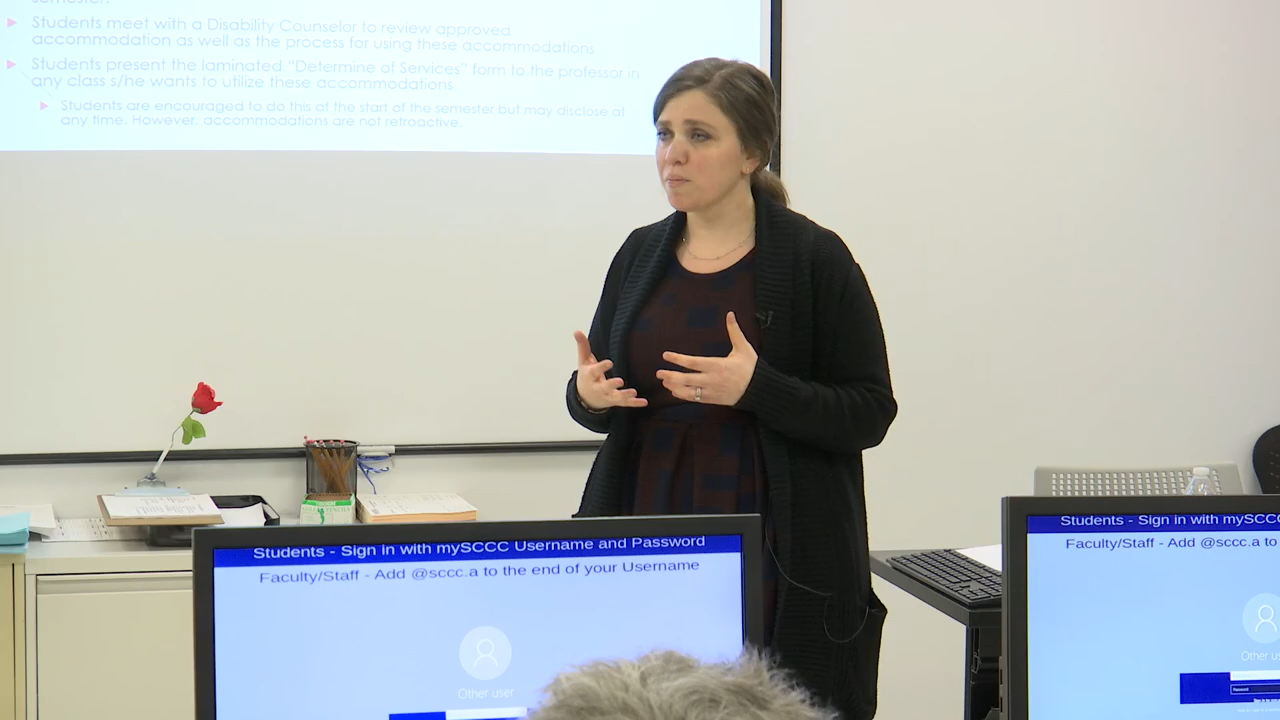 semester.
Students meet with a Disability Counselor to review approved
accommodation as well as the process for using these accommodations
Students present the laminated "Determine of Services" form to the professor in
any class s/he wants to utilize these accommodations
Students are encouraged to do this at the start of the semester but may disclose at
any time. However, accommodations are not retroactive.
Students - Sign in with mySCCC Username and Password
Faculty/Staff - Add @sccc.a to the end of your Username
Other user
Students - Sign in with mySCC
Faculty/Staff - Add @sccc.a to
Other us
Password